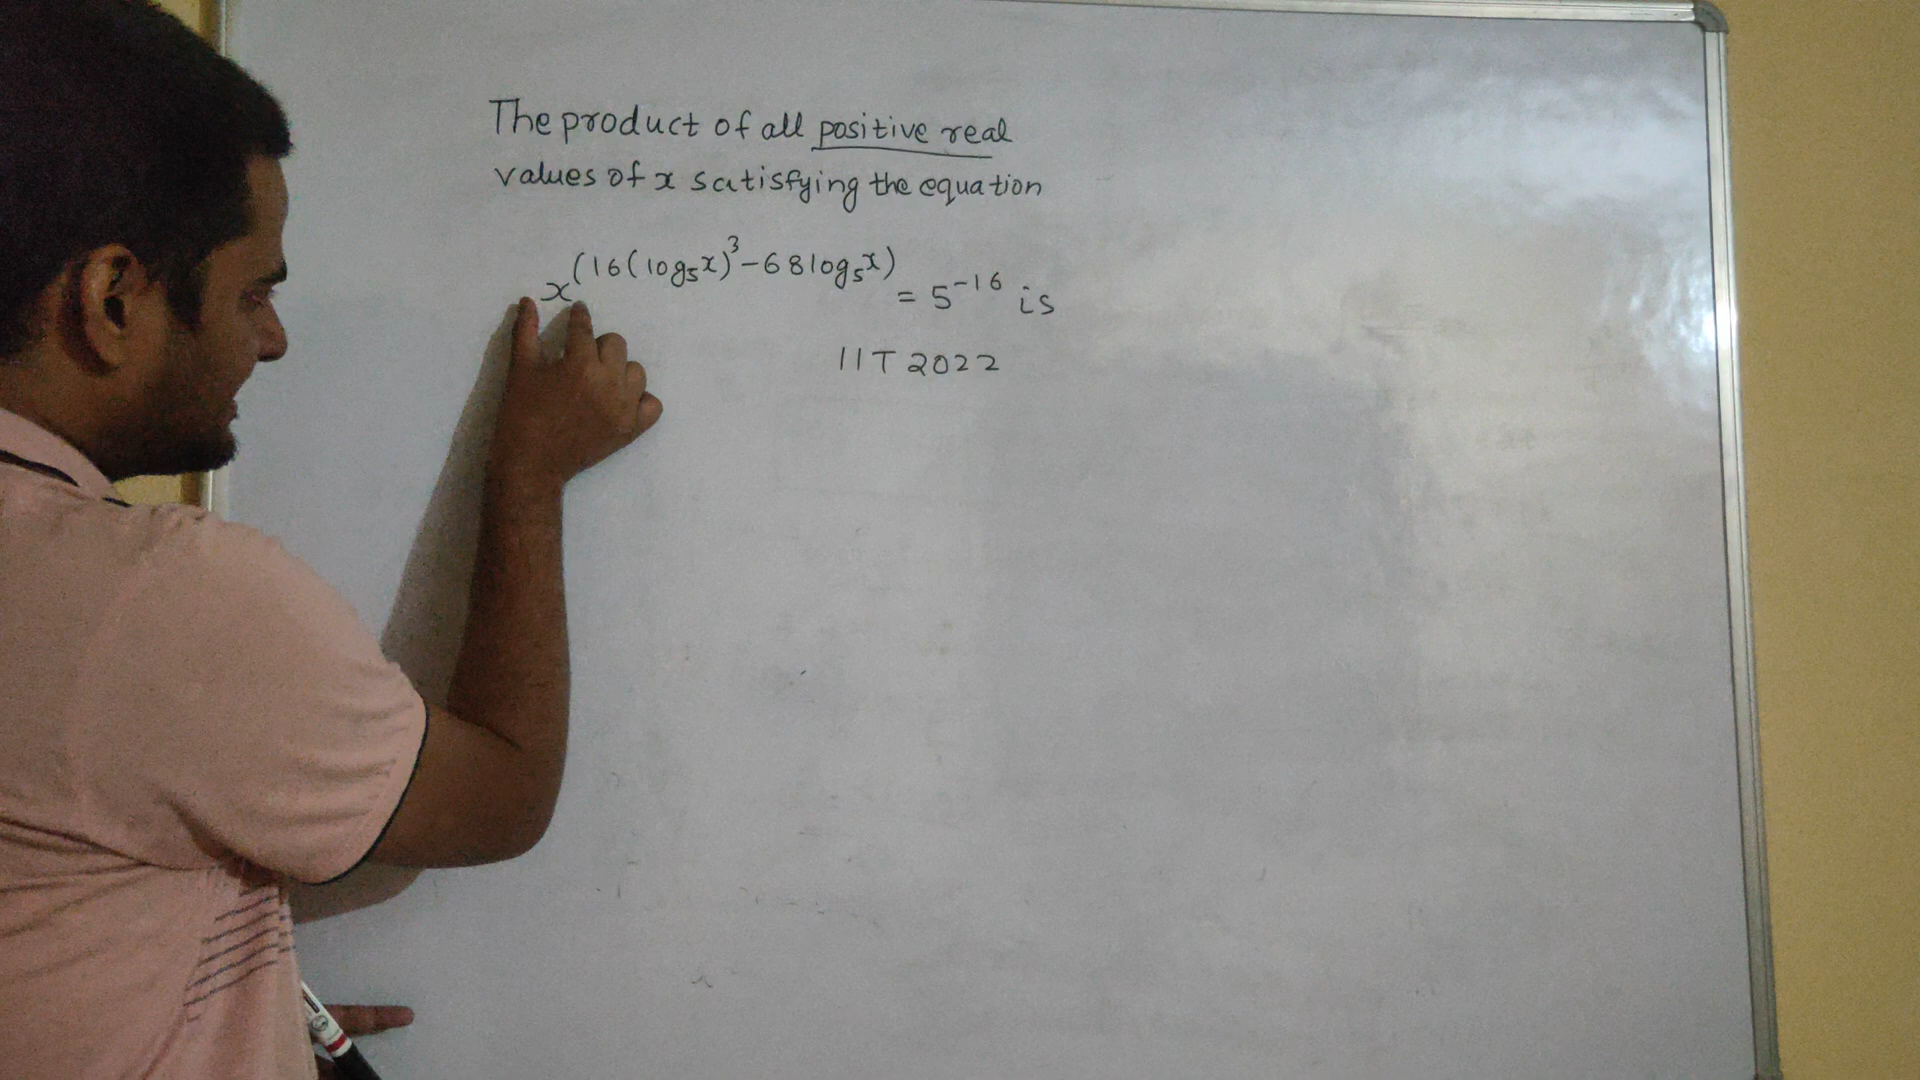 The product of all positive real
values of x satisfying the equation
x^(16(log₅x)³-68log₅x) = 5⁻¹⁶ is
IIT 2022